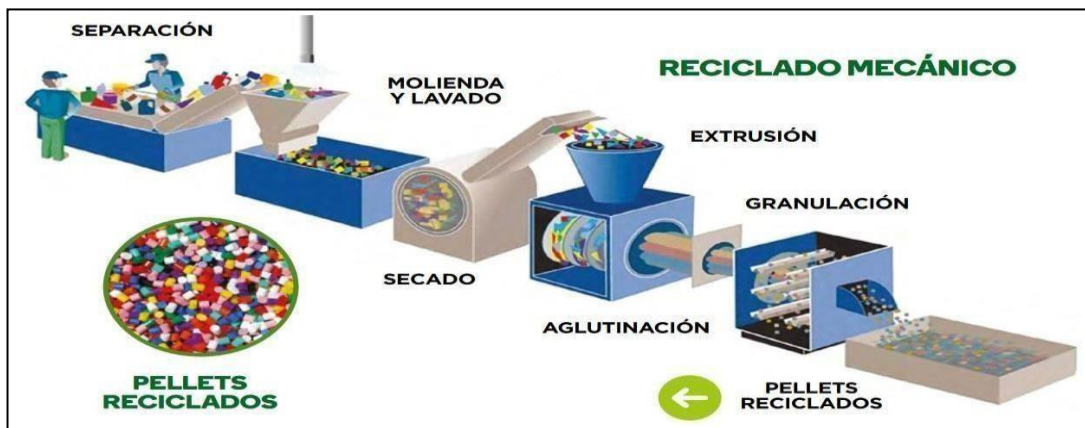 SEPARACIÓN
MOLIENDA
Y LAVADO
RECICLADO MECÁNICO
EXTRUSIÓN
GRANULACIÓN
SECADO
AGLUTINACIÓN
PELLETS
RECICLADOS
PELLETS
RECICLADOS